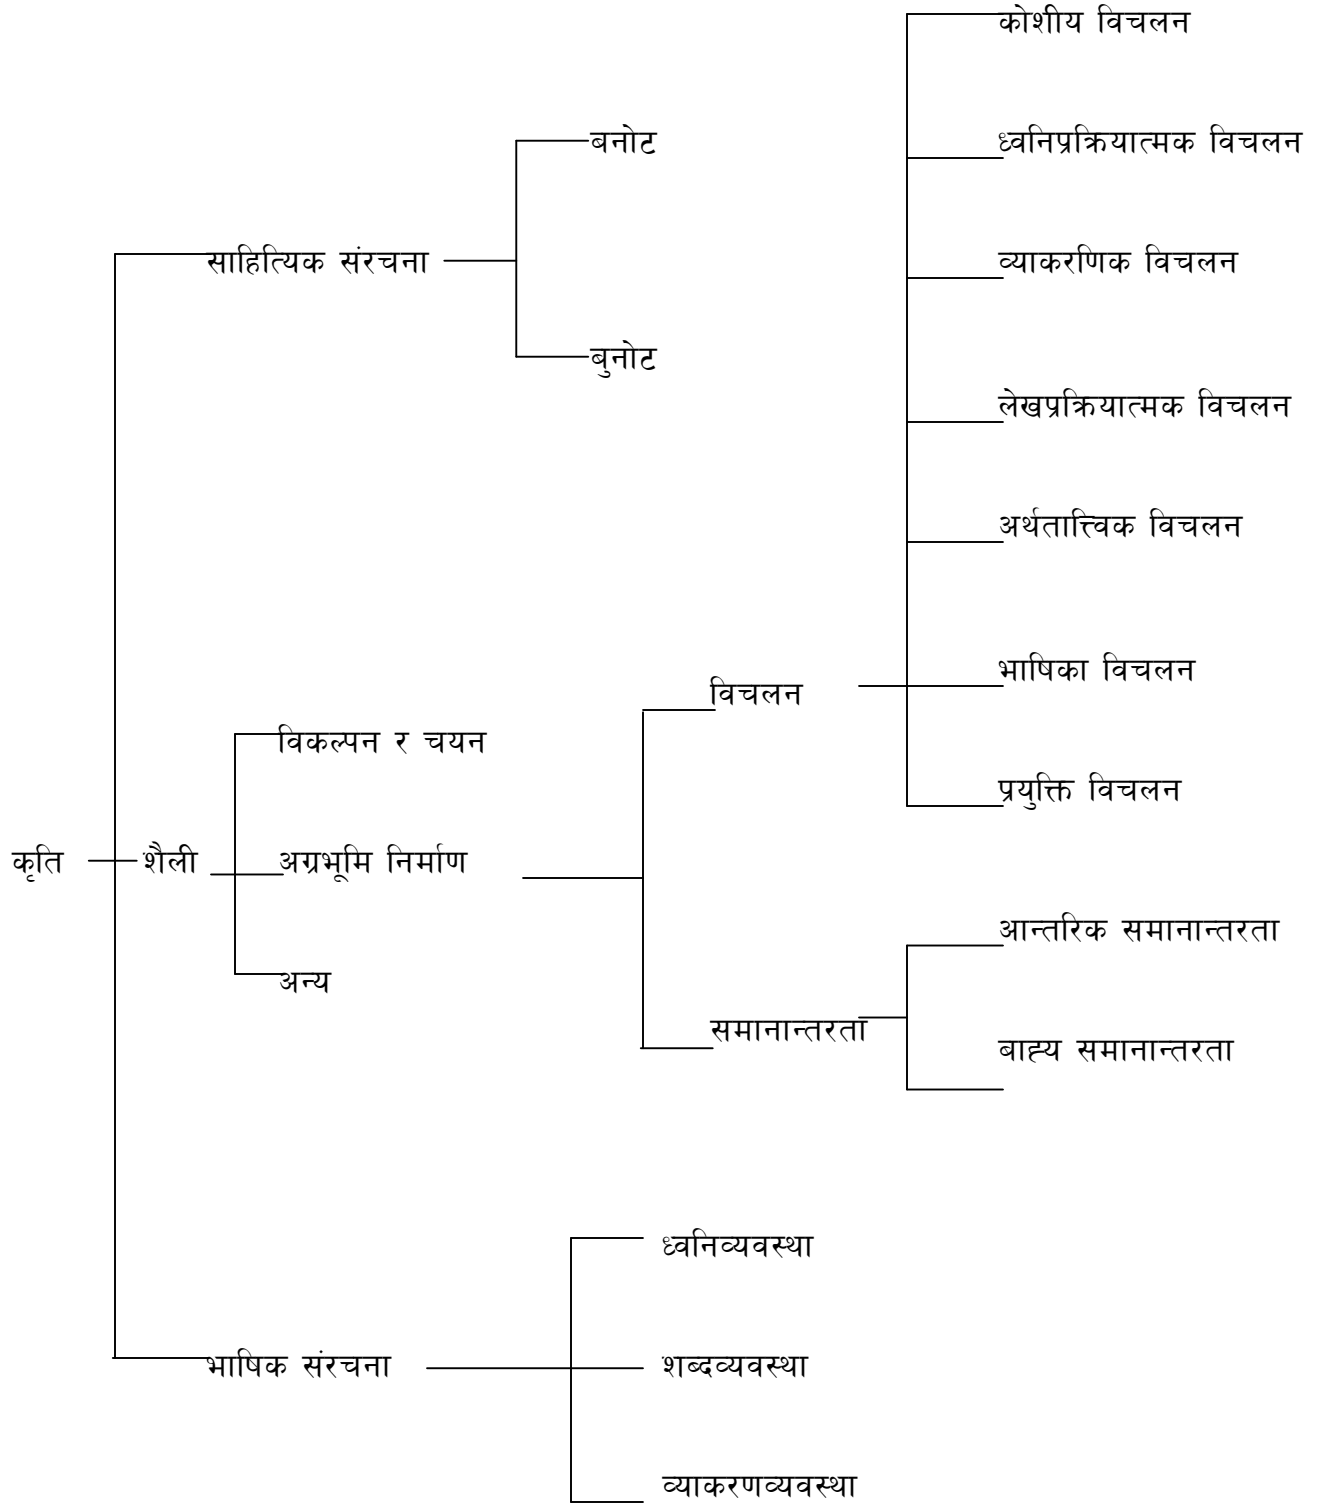 कोशीय विचलन
बनोट
ध्वनिप्रक्रियात्मक विचलन
साहित्यिक संरचना
व्याकरणिक विचलन
बुनोट
लेखप्रक्रियात्मक विचलन
अर्थतात्त्विक विचलन
भाषिका विचलन
विचलन
विकल्पन र चयन
प्रयुक्ति विचलन
कृति
शैली
अग्रभूमि निर्माण
आन्तरिक समानान्तरता
अन्य
समानान्तरता
बाह्य समानान्तरता
ध्वनिव्यवस्था
भाषिक संरचना
शब्दव्यवस्था
व्याकरणव्यवस्था